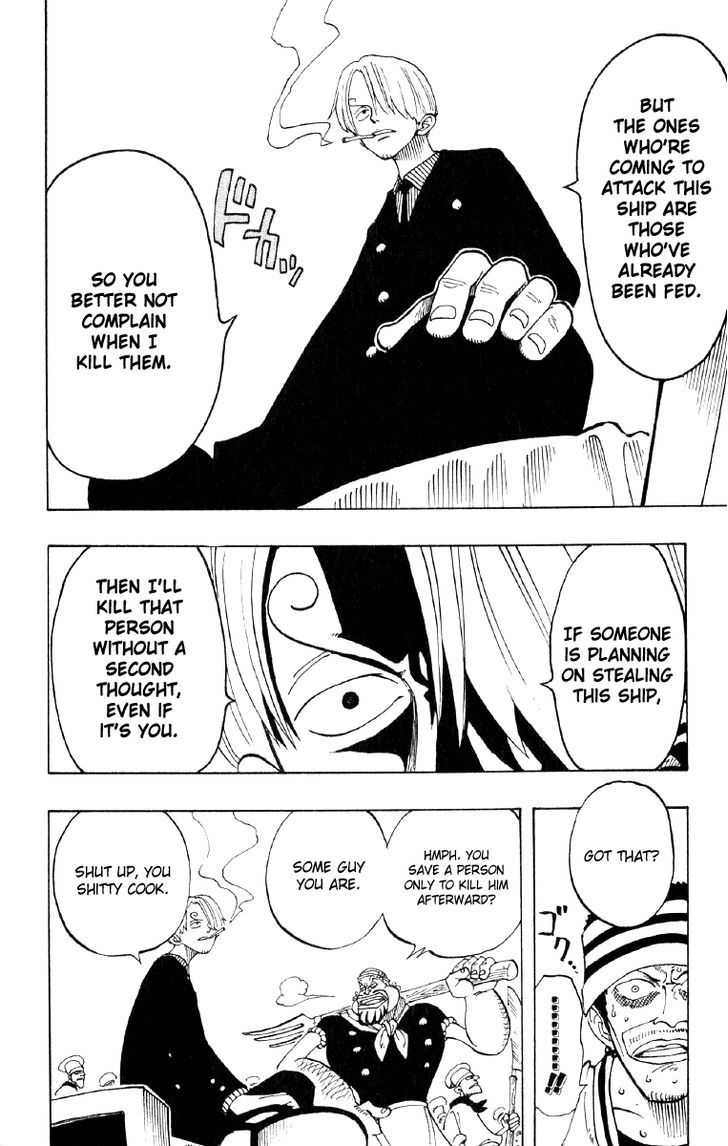 BUT
THE ONES
WHO'RE
COMING TO
ATTACK THIS
SHIP ARE
THOSE
WHO'VE
ALREADY
BEEN FED.
ドカッ
SO YOU
BETTER NOT
COMPLAIN
WHEN I
KILL THEM.
IF SOMEONE
IS PLANNING
ON STEALING
THIS SHIP,
THEN I'LL
KILL THAT
PERSON
WITHOUT A
SECOND
THOUGHT,
EVEN IF
IT'S YOU.
GOT THAT?
ゴク...
..........!!
HMPH. YOU
SAVE A PERSON
ONLY TO KILL HIM
AFTERWARD?
SOME GUY
YOU ARE.
SHUT UP, YOU
SHITTY COOK.